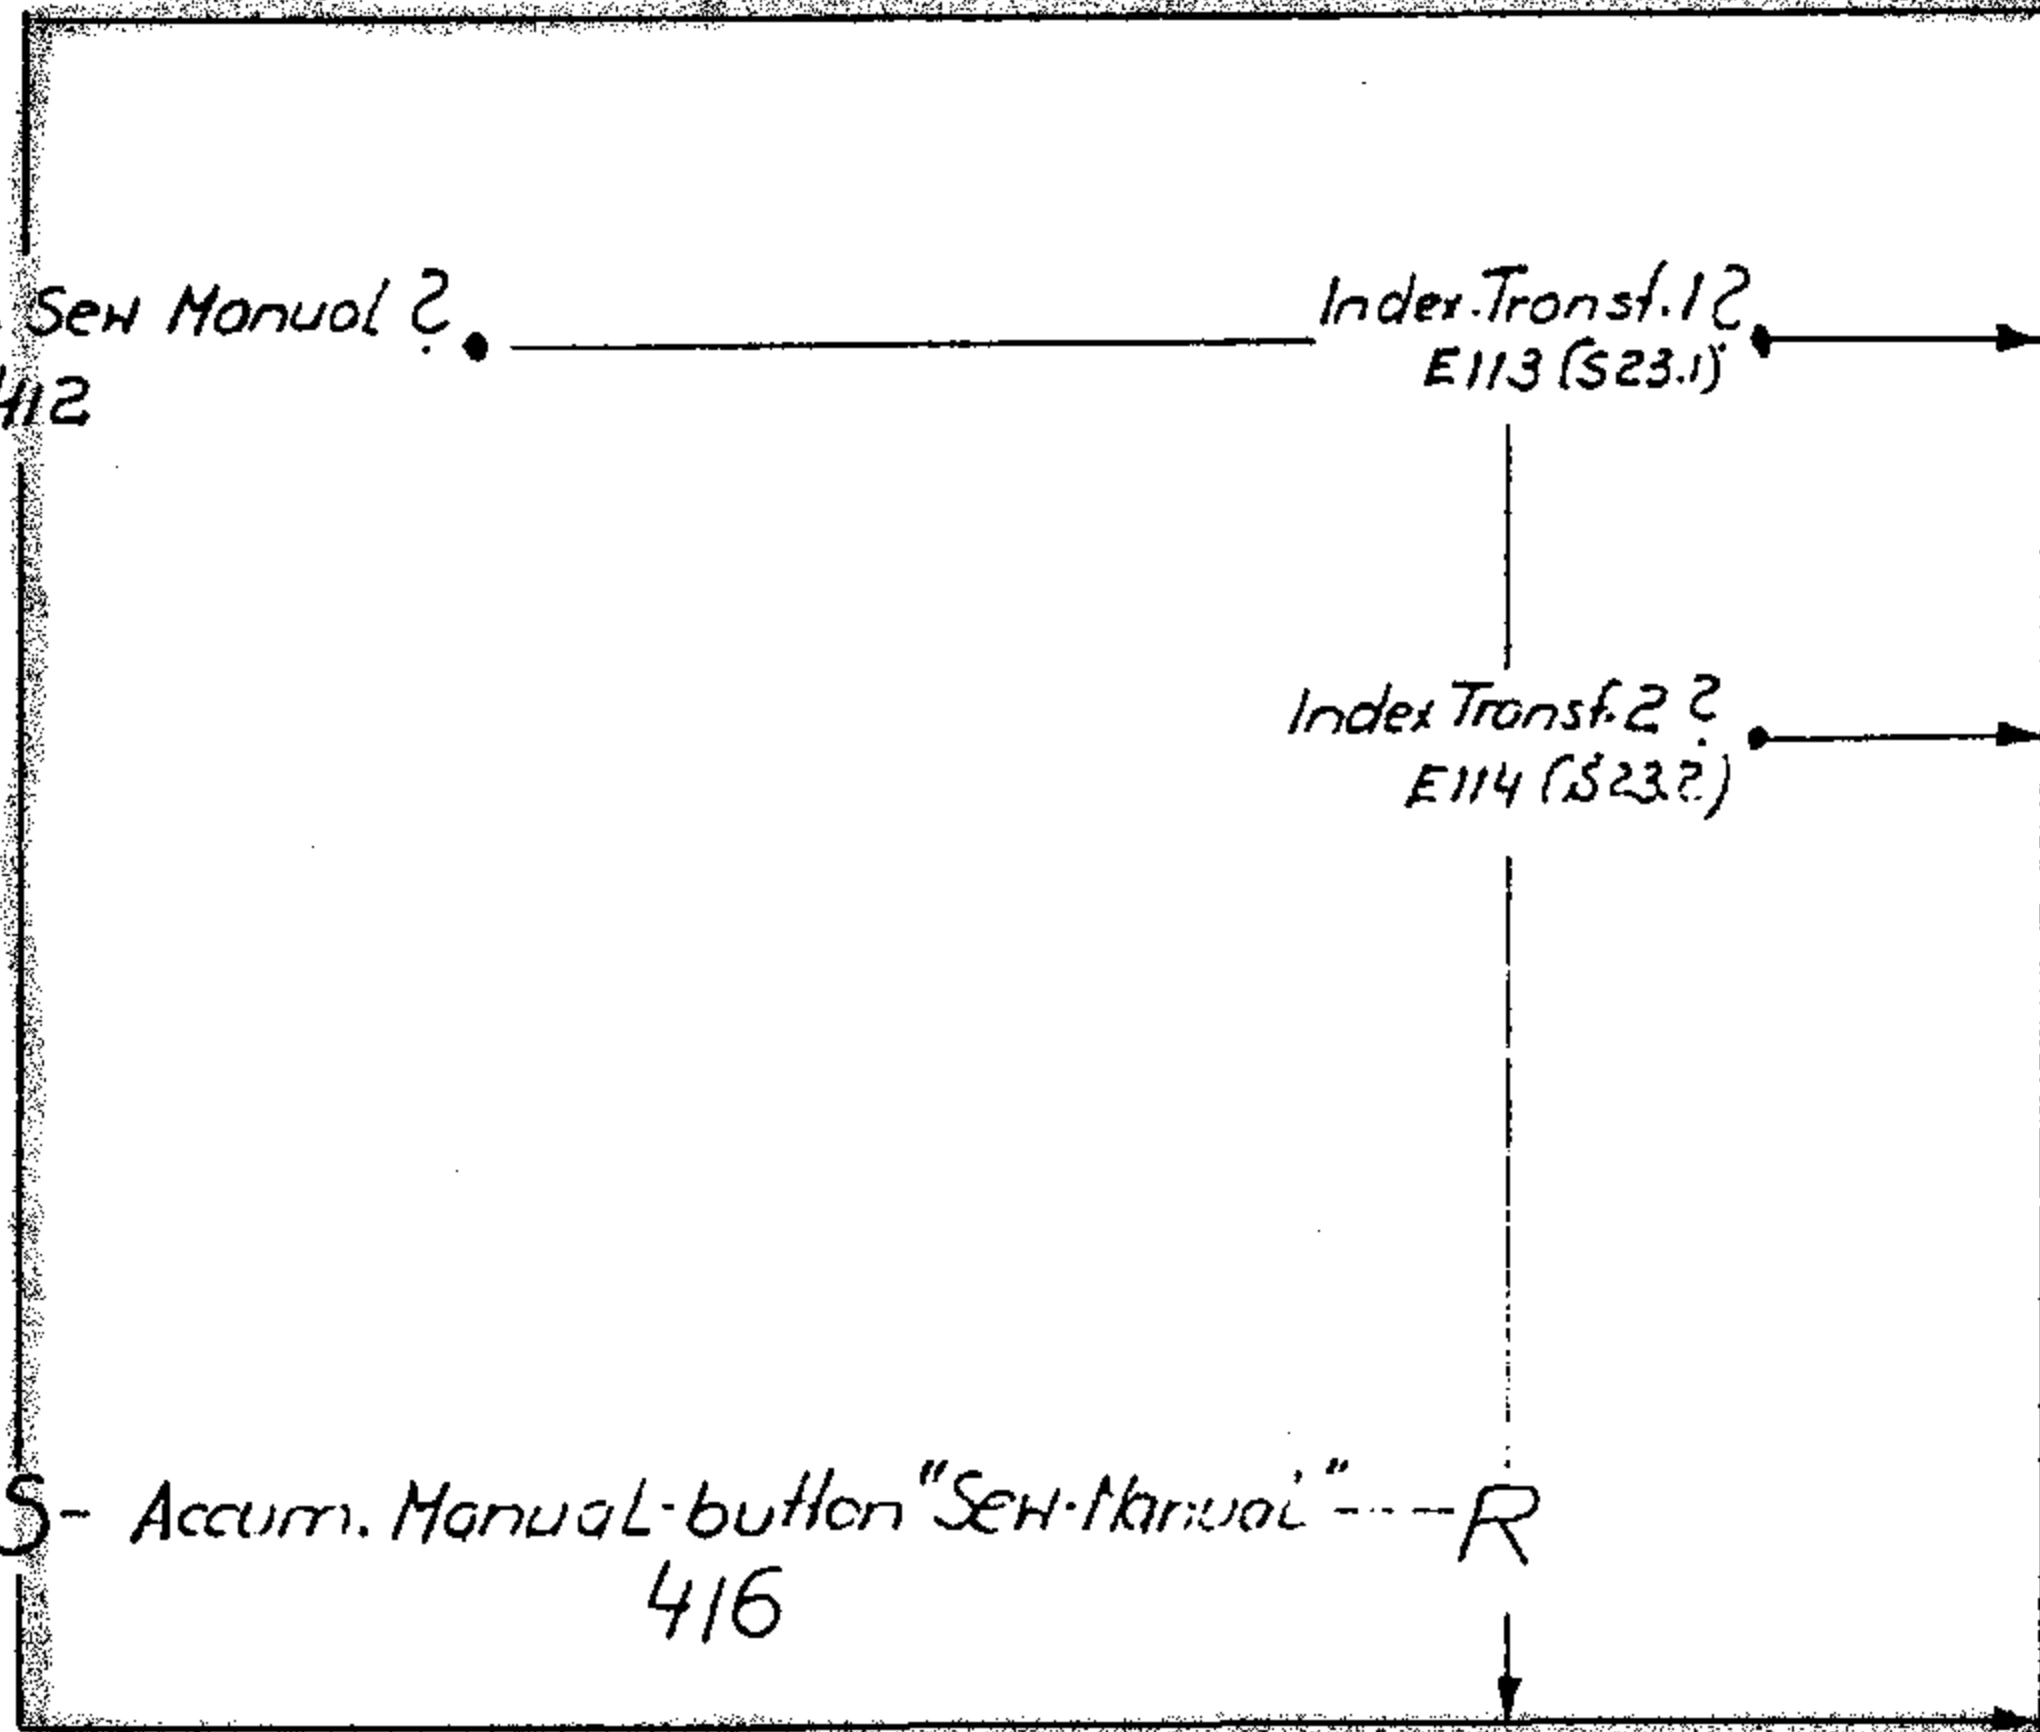 Sew Manual ?
412
Index.Transf.1?
E113 (S23.1)
Index Transf.2 ?
E114 (S23.2)
S- Accum. Manual-button "Sew-Manual" ---- R
416